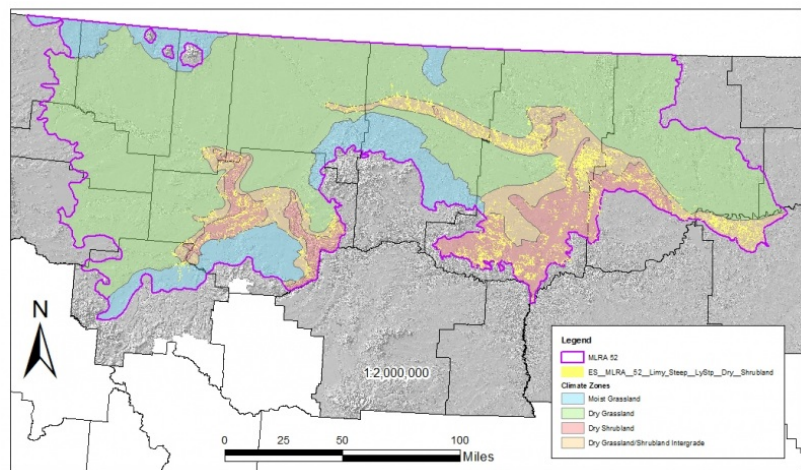 N
1:2,000,000
0 25 50 100
Miles
Legend
MLRA 52
ES__MLRA__52__Limy_Steep__LyStp__Dry__Shrubland
Climate Zones
Moist Grassland
Dry Grassland
Dry Shrubland
Dry Grassland/Shrubland Intergrade